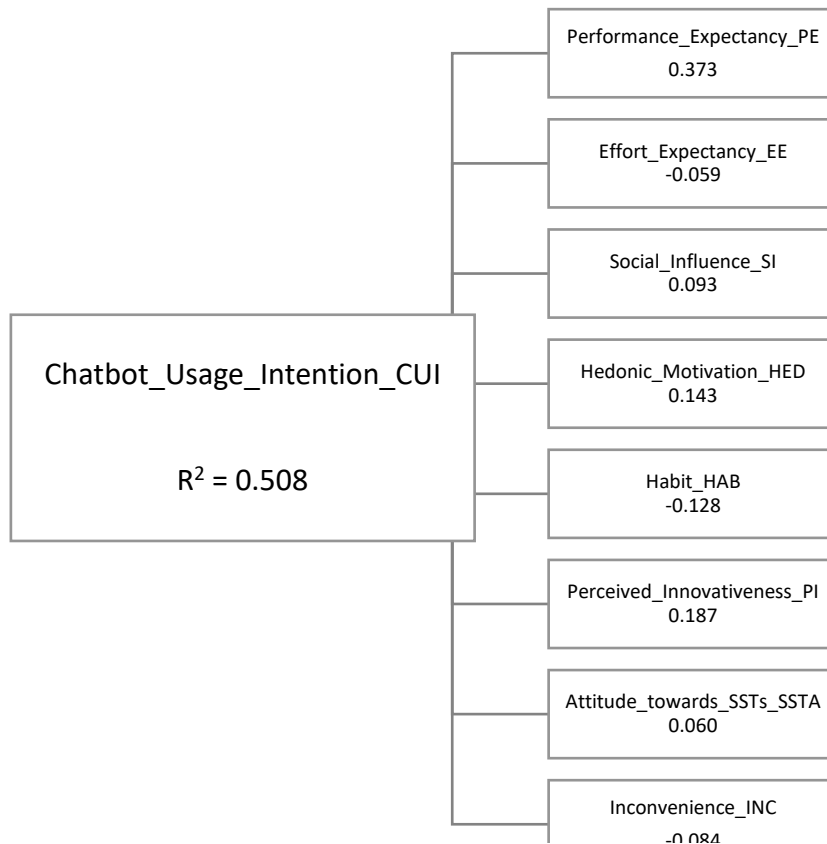 Performance_Expectancy_PE
0.373
Effort_Expectancy_EE
-0.059
Social_Influence_SI
0.093
Chatbot_Usage_Intention_CUI
R² = 0.508
Hedonic_Motivation_HED
0.143
Habit_HAB
-0.128
Perceived_Innovativeness_PI
0.187
Attitude_towards_SSTs_SSTA
0.060
Inconvenience_INC
-0.084